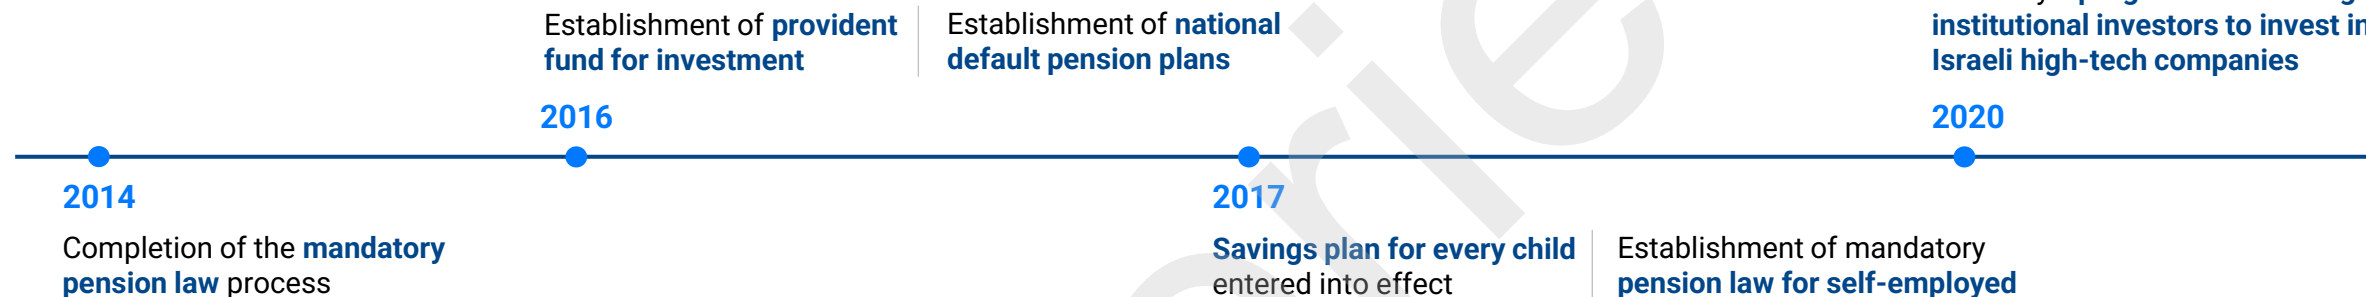 Establishment of provident
fund for investment
Establishment of national
default pension plans
institutional investors to invest in
Israeli high-tech companies
2016
2020
2014
2017
Completion of the mandatory
pension law process
Savings plan for every child
entered into effect
Establishment of mandatory
pension law for self-employed